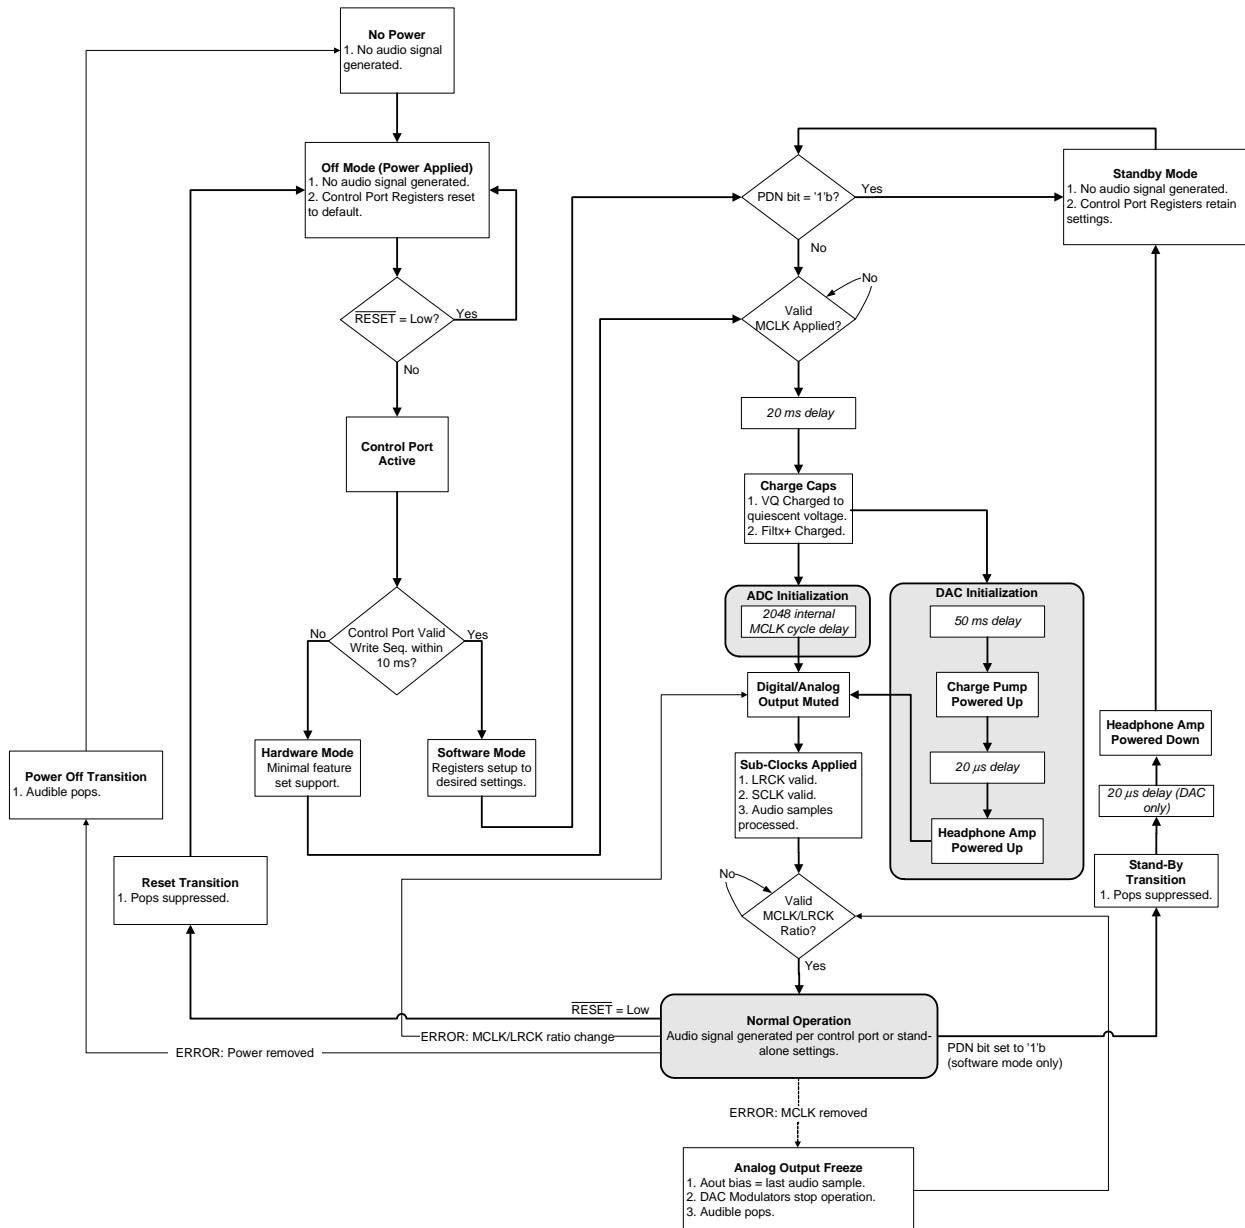 No Power
1. No audio signal
generated.
Off Mode (Power Applied)
1. No audio signal generated.
2. Control Port Registers reset
to default.
RESET = Low?
Yes
No
Control Port
Active
Control Port Valid
Write Seq. within
10 ms?
No
Yes
Hardware Mode
Minimal feature
set support.
Software Mode
Registers setup to
desired settings.
Power Off Transition
1. Audible pops.
Reset Transition
1. Pops suppressed.
PDN bit = '1'b?
Yes
No
Standby Mode
1. No audio signal generated.
2. Control Port Registers retain
settings.
Valid
MCLK Applied?
No
20 ms delay
Charge Caps
1. VQ Charged to
quiescent voltage.
2. Filtx+ Charged.
ADC Initialization
2048 internal
MCLK cycle delay
DAC Initialization
50 ms delay
Charge Pump
Powered Up
20 μs delay
Headphone Amp
Powered Up
Digital/Analog
Output Muted
Sub-Clocks Applied
1. LRCK valid.
2. SCLK valid.
3. Audio samples
processed.
No
Valid
MCLK/LRCK
Ratio?
Yes
Headphone Amp
Powered Down
20 μs delay (DAC
only)
Stand-By
Transition
1. Pops suppressed.
RESET = Low
ERROR: MCLK/LRCK ratio change
ERROR: Power removed
Normal Operation
Audio signal generated per control port or stand-
alone settings.
PDN bit set to '1'b
(software mode only)
ERROR: MCLK removed
Analog Output Freeze
1. Aout bias = last audio sample.
2. DAC Modulators stop operation.
3. Audible pops.